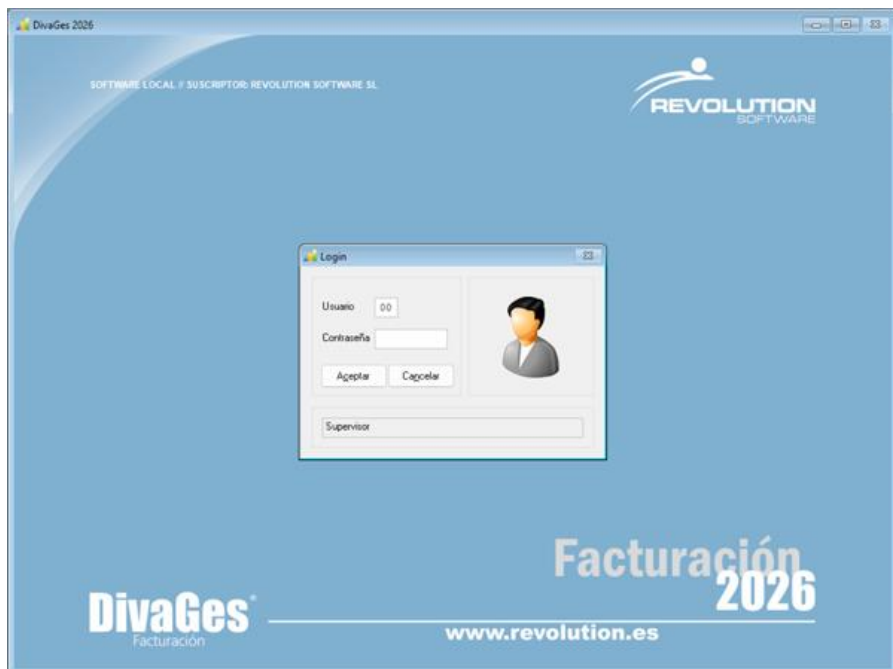 DivaGes 2026
SOFTWARE LOCAL // SUSCRIPTOR: REVOLUTION SOFTWARE SL
REVOLUTION
SOFTWARE
Login
Usuario 00
Contraseña
Aceptar Cancelar
Supervisor
Facturación
2026
DivaGes®
Facturación
www.revolution.es